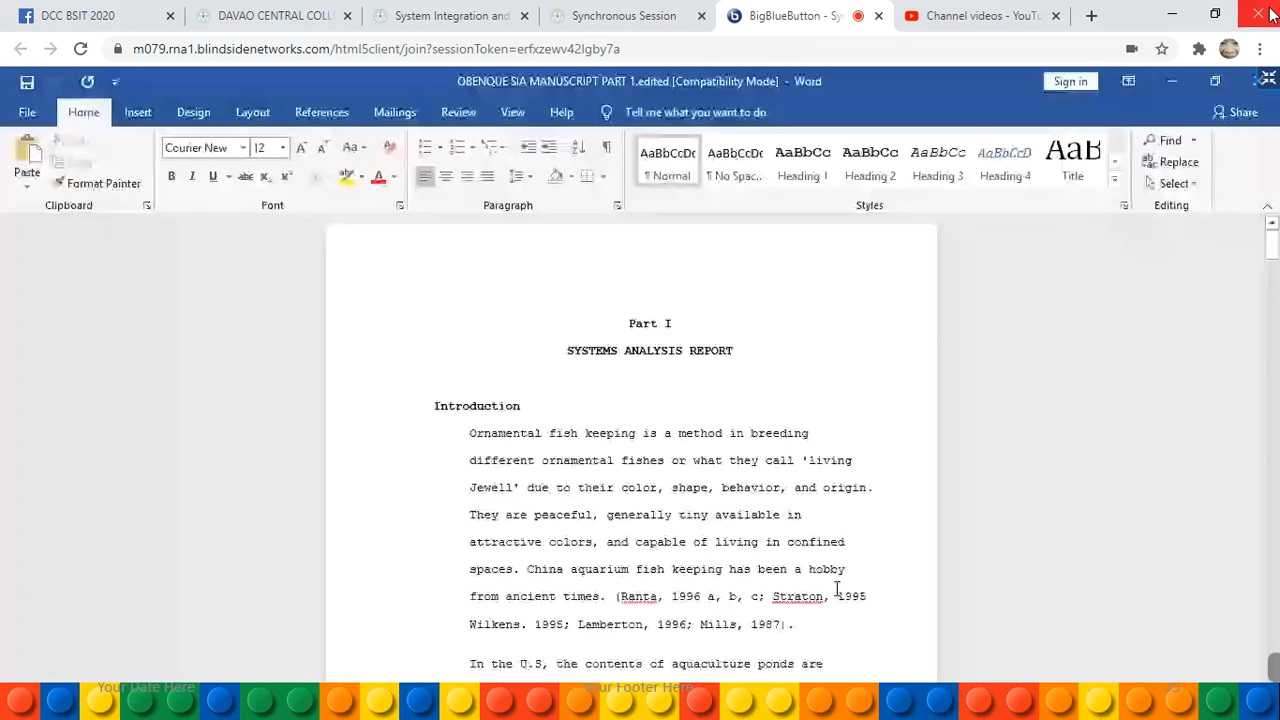 DCC BSIT 2020
DAVAO CENTRAL COLL
System Integration and
Synchronous Session
BigBlueButton - Sy
Channel videos - YouTu
m079.rna1.blindsidenetworks.com/html5client/join?sessionToken=erfxzewv42lgby7a
OBENQUE SIA MANUSCRIPT PART 1.edited [Compatibility Mode] - Word
Sign in
File Home Insert Design Layout References Mailings Review View Help Tell me what you want to do Share
Courier New 12
Paste
Format Painter
AaBbCcDc AaBbCcDc AaBbCc AaBbCc AaBbCc AaBbCcD AaB
¶ Normal ¶ No Spac... Heading 1 Heading 2 Heading 3 Heading 4 Title
Find
Replace
Select
Clipboard Font Paragraph Styles Editing
Part I
SYSTEMS ANALYSIS REPORT
Introduction
Ornamental fish keeping is a method in breeding
different ornamental fishes or what they call 'living
Jewell' due to their color, shape, behavior, and origin.
They are peaceful, generally tiny available in
attractive colors, and capable of living in confined
spaces. China aquarium fish keeping has been a hobby
from ancient times. (Ranta, 1996 a, b, c; Straton, 1995
Wilkens. 1995; Lamberton, 1996; Mills, 1987).
In the U.S, the contents of aquaculture ponds are
Your Date Here
Your Footer Here